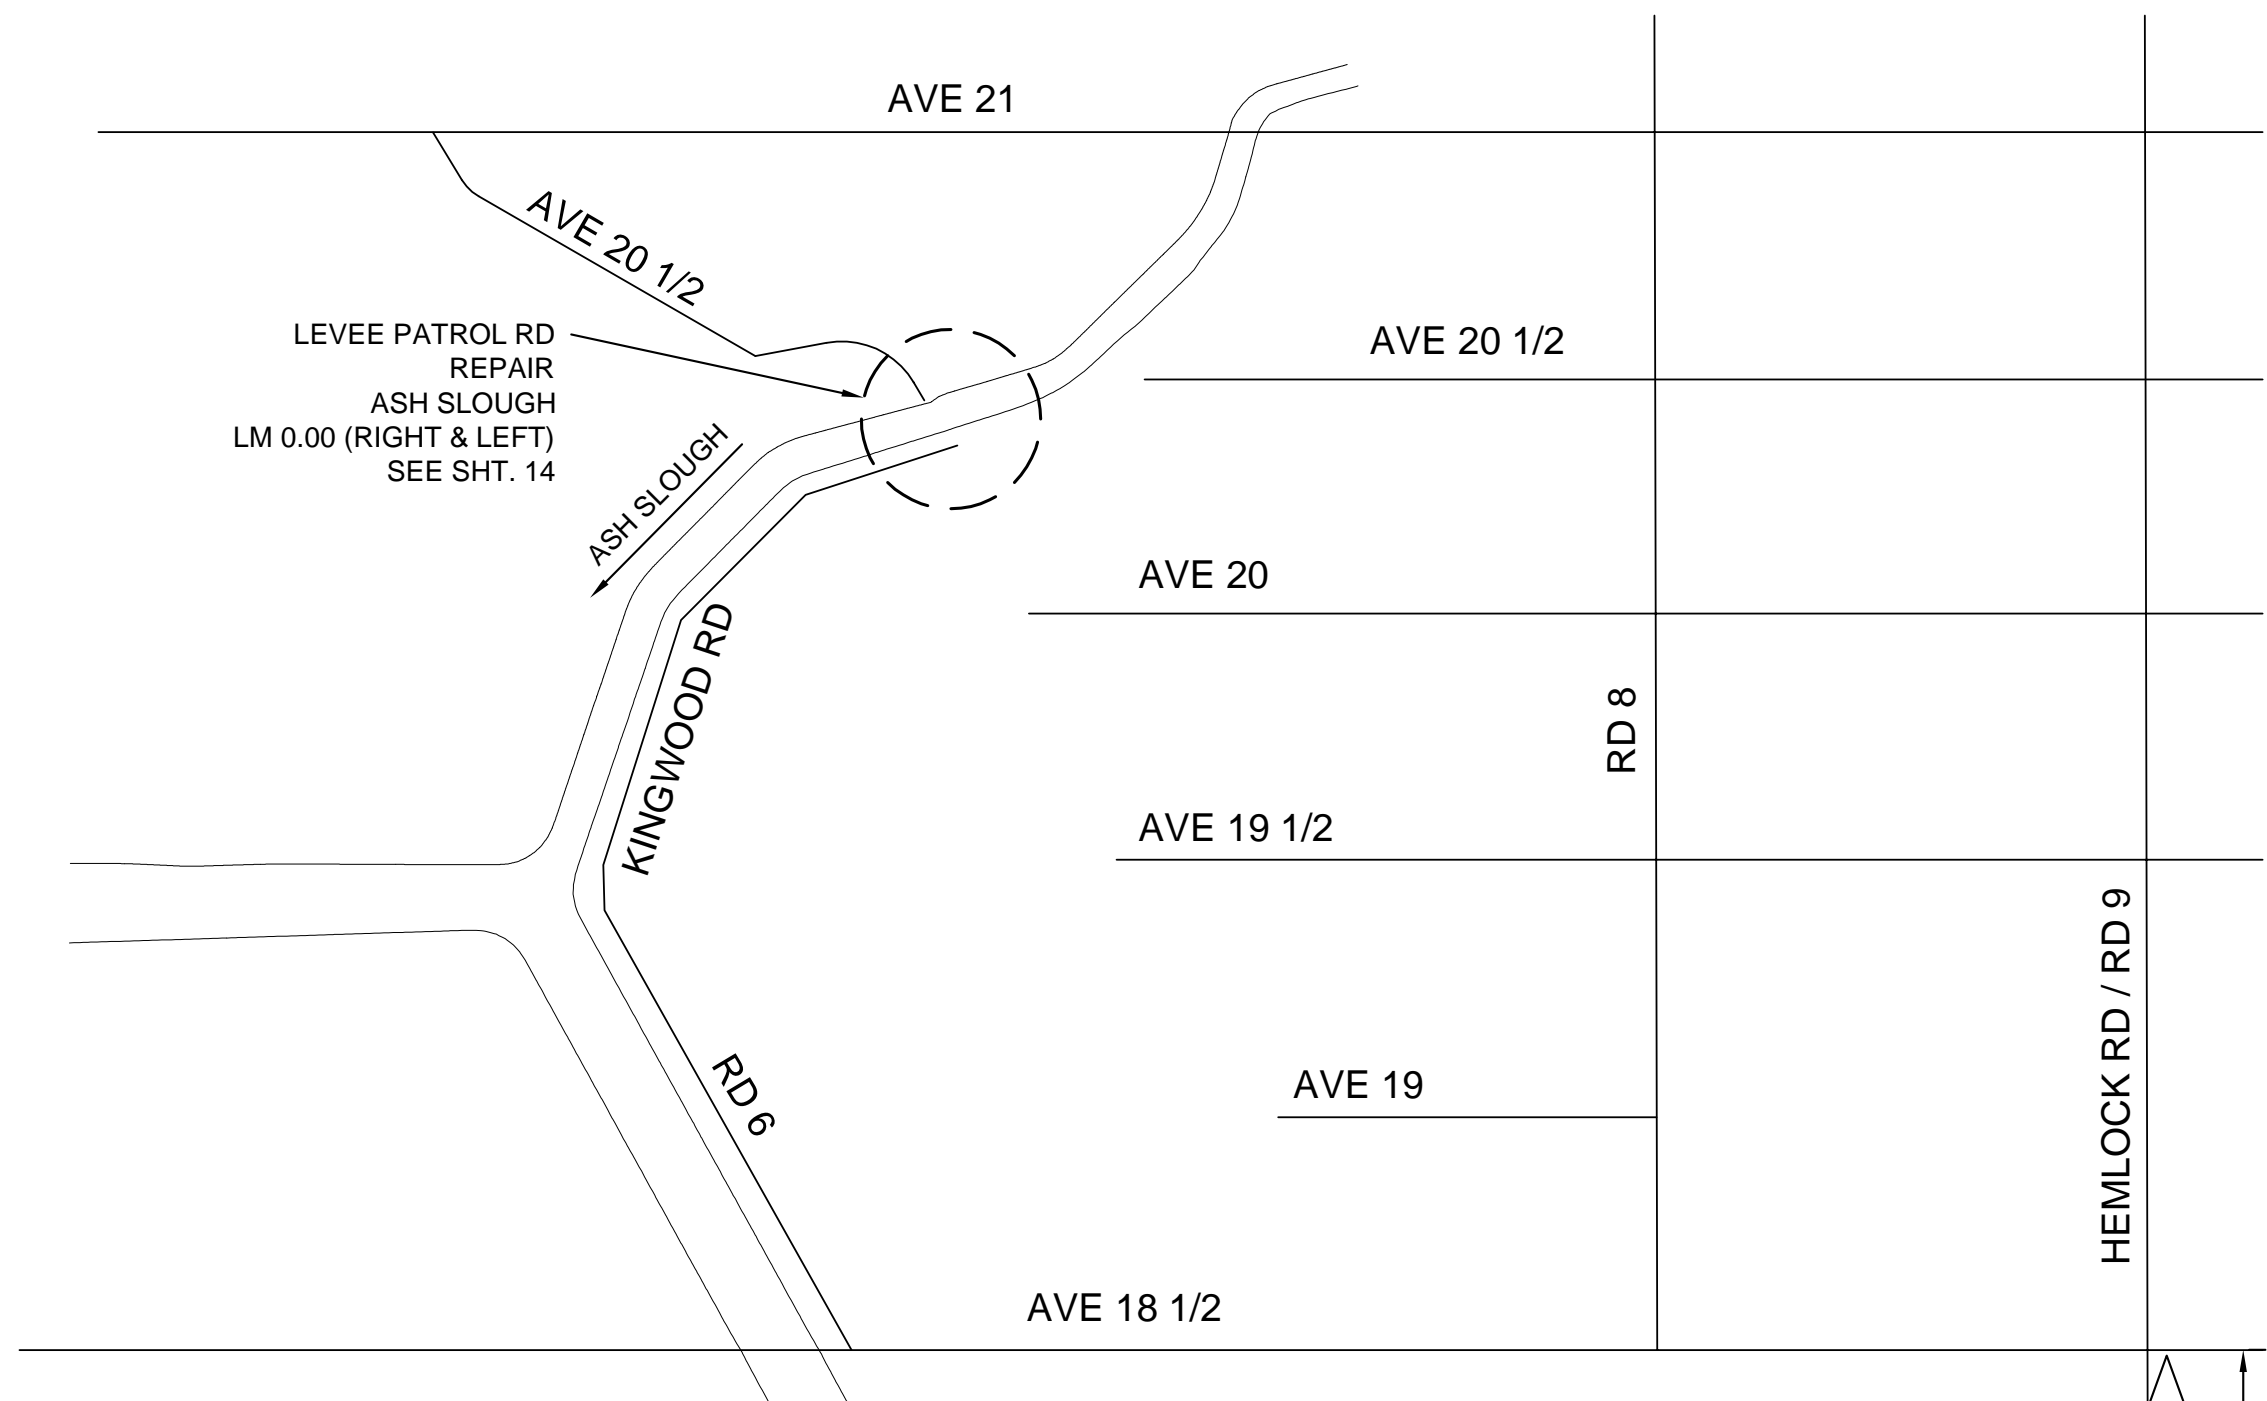 AVE 21
AVE 20 1/2
LEVEE PATROL RD
REPAIR
ASH SLOUGH
LM 0.00 (RIGHT & LEFT)
SEE SHT. 14
AVE 20 1/2
ASH SLOUGH
AVE 20
KINGWOOD RD
RD 8
AVE 19 1/2
HEMLOCK RD / RD 9
RD 6
AVE 19
AVE 18 1/2